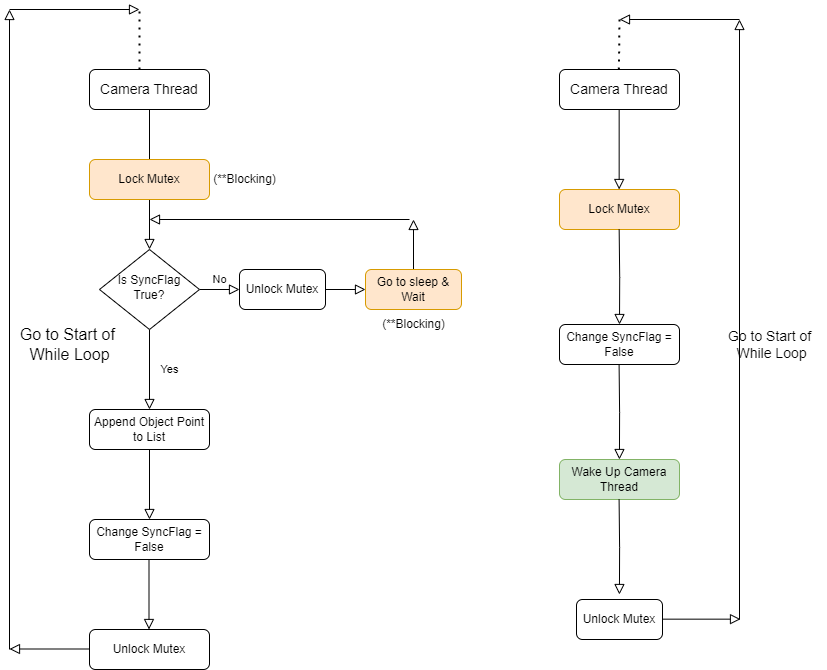 Camera Thread
Lock Mutex
(**Blocking)
Is SyncFlag
True?
No
Unlock Mutex
Go to sleep &
Wait
(**Blocking)
Go to Start of
While Loop
Yes
Append Object Point
to List
Change SyncFlag =
False
Unlock Mutex
Camera Thread
Lock Mutex
Change SyncFlag =
False
Go to Start of
While Loop
Wake Up Camera
Thread
Unlock Mutex